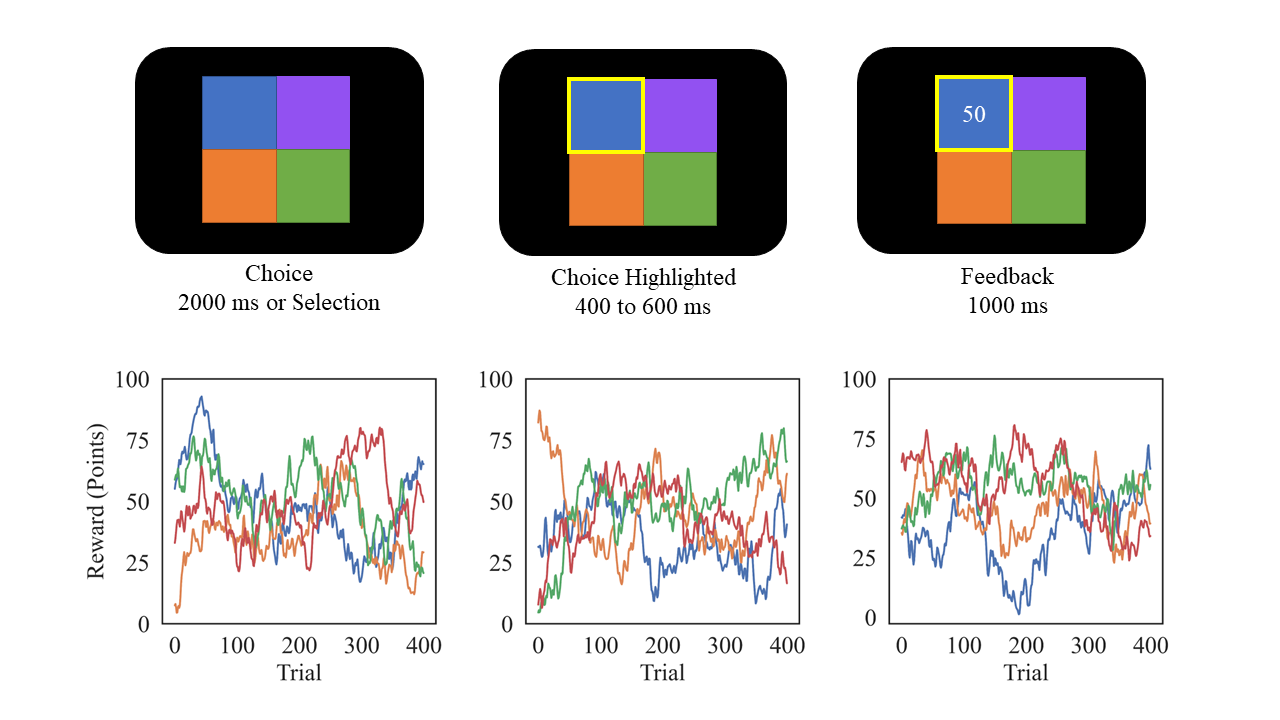 50
Choice
2000 ms or Selection
Choice Highlighted
400 to 600 ms
Feedback
1000 ms
Reward (Points)
100
75
50
25
0
0 100 200 300 400
Trial
100
75
50
25
0
0 100 200 300 400
Trial
100
75
50
25
0
0 100 200 300 400
Trial